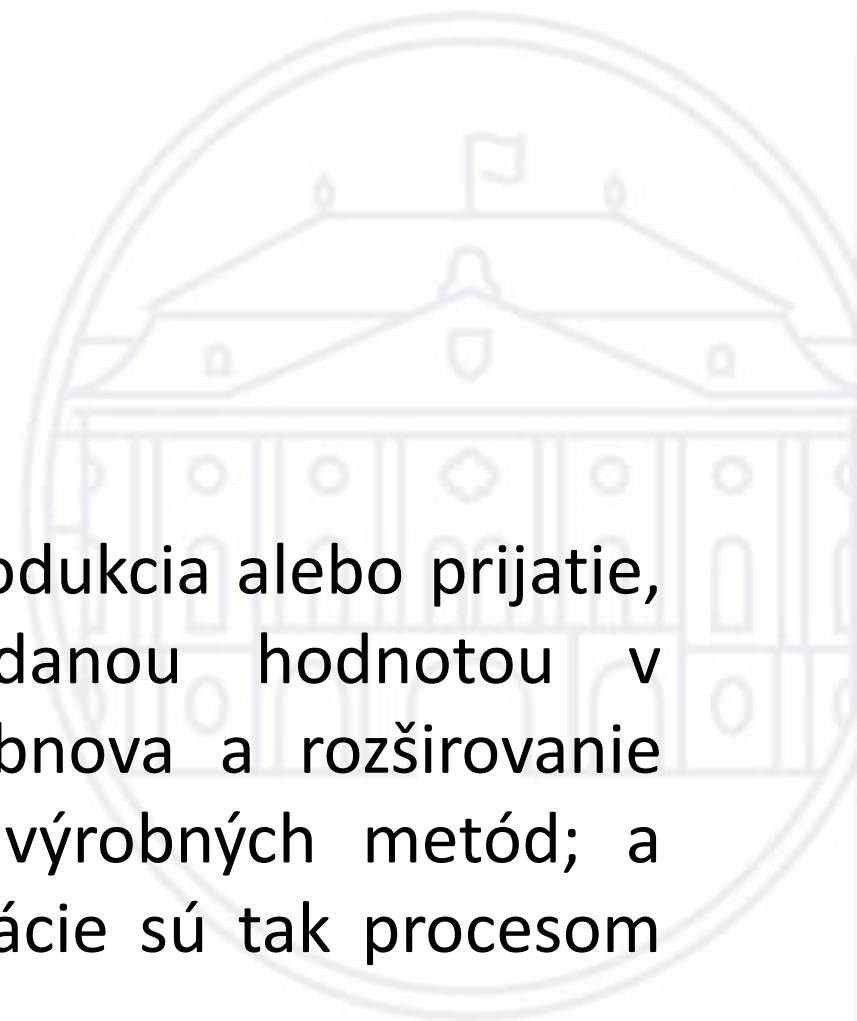 odukcia alebo prijatie,
danou hodnotou v
bnova a rozširovanie
výrobných metód; a
ácie sú tak procesom